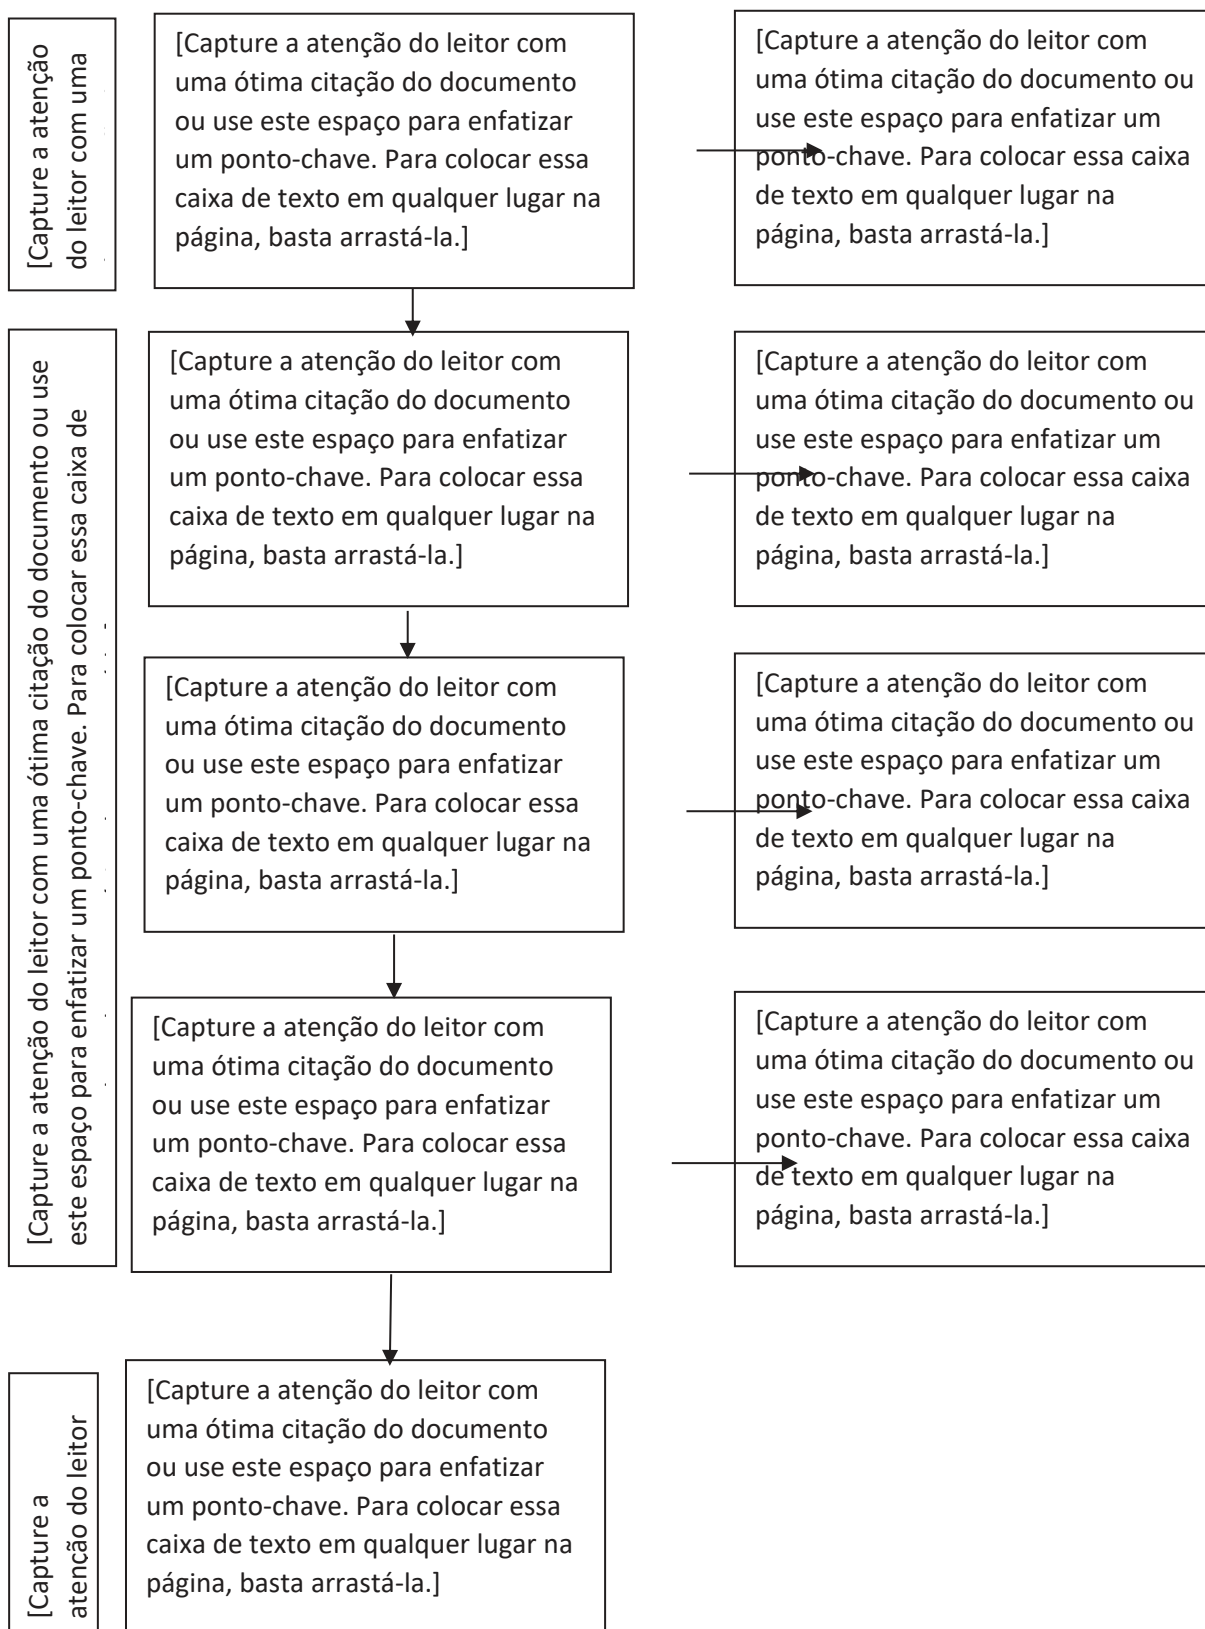 [Capture a atenção
do leitor com uma
[Capture a atenção do leitor com
uma ótima citação do documento
ou use este espaço para enfatizar
um ponto-chave. Para colocar essa
caixa de texto em qualquer lugar na
página, basta arrastá-la.]
[Capture a atenção do leitor com
uma ótima citação do documento ou
use este espaço para enfatizar um
ponto-chave. Para colocar essa caixa
de texto em qualquer lugar na
página, basta arrastá-la.]
[Capture a atenção do leitor com uma ótima citação do documento ou use
este espaço para enfatizar um ponto-chave. Para colocar essa caixa de
[Capture a atenção do leitor com
uma ótima citação do documento
ou use este espaço para enfatizar
um ponto-chave. Para colocar essa
caixa de texto em qualquer lugar na
página, basta arrastá-la.]
[Capture a atenção do leitor com
uma ótima citação do documento ou
use este espaço para enfatizar um
ponto-chave. Para colocar essa caixa
de texto em qualquer lugar na
página, basta arrastá-la.]
[Capture a atenção do leitor com
uma ótima citação do documento
ou use este espaço para enfatizar
um ponto-chave. Para colocar essa
caixa de texto em qualquer lugar na
página, basta arrastá-la.]
[Capture a atenção do leitor com
uma ótima citação do documento ou
use este espaço para enfatizar um
ponto-chave. Para colocar essa caixa
de texto em qualquer lugar na
página, basta arrastá-la.]
[Capture a atenção do leitor com
uma ótima citação do documento
ou use este espaço para enfatizar
um ponto-chave. Para colocar essa
caixa de texto em qualquer lugar na
página, basta arrastá-la.]
[Capture a atenção do leitor com
uma ótima citação do documento ou
use este espaço para enfatizar um
ponto-chave. Para colocar essa caixa
de texto em qualquer lugar na
página, basta arrastá-la.]
[Capture a
atenção do leitor
[Capture a atenção do leitor com
uma ótima citação do documento
ou use este espaço para enfatizar
um ponto-chave. Para colocar essa
caixa de texto em qualquer lugar na
página, basta arrastá-la.]